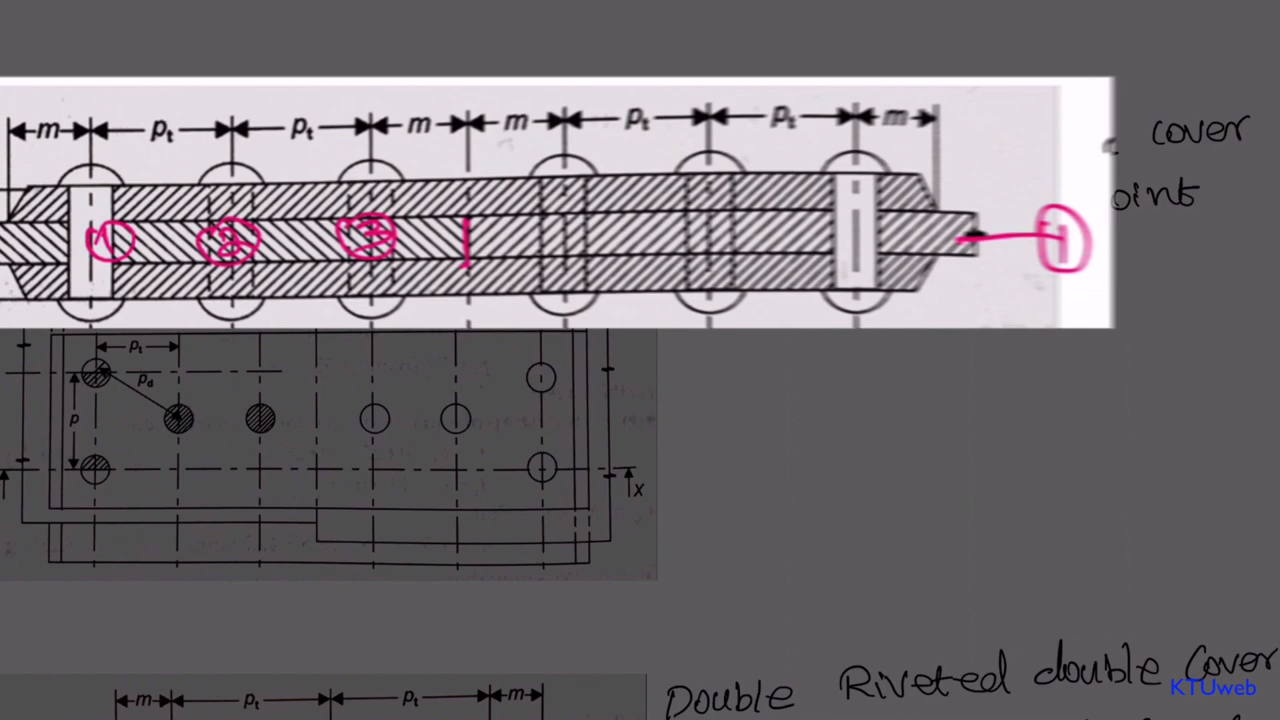 m pt pt m m pt pt m
cover
oint
1 2 3 1
pt
pd
p
x
m pt pt m
Double Riveted double Cover
KTUweb